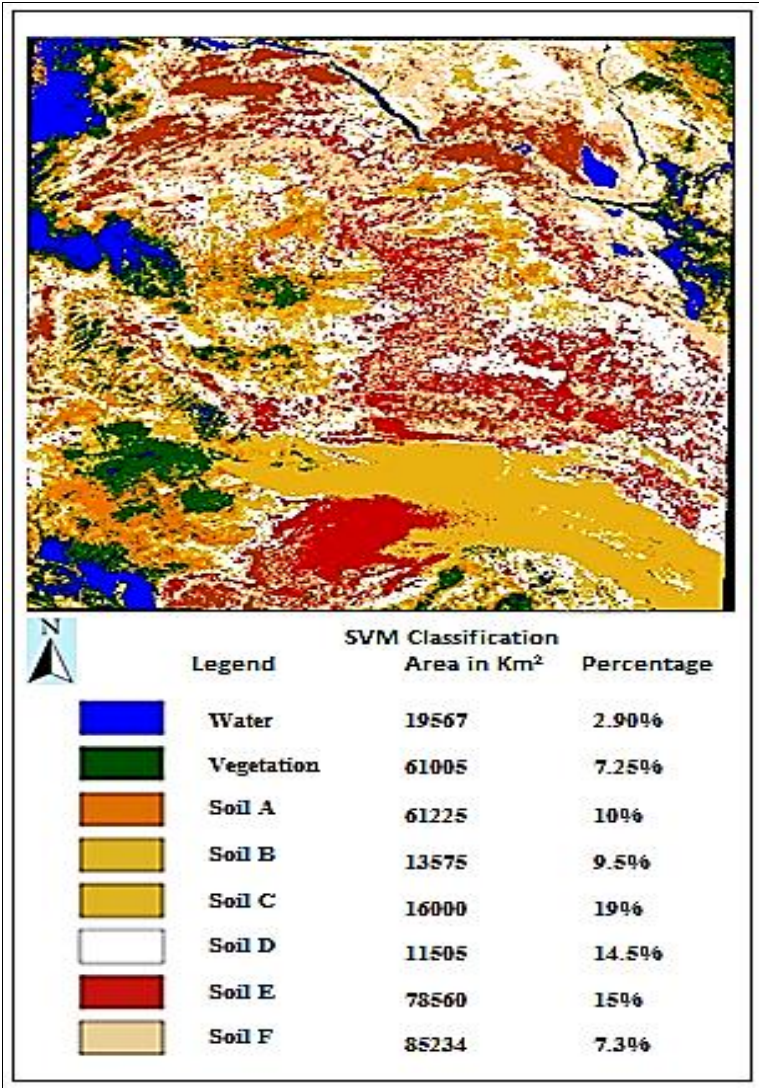 N
SVM Classification
Legend Area in Km² Percentage
Water 19567 2.90%
Vegetation 61005 7.25%
Soil A 61225 10%
Soil B 13575 9.5%
Soil C 16000 19%
Soil D 11505 14.5%
Soil E 78560 15%
Soil F 85234 7.3%